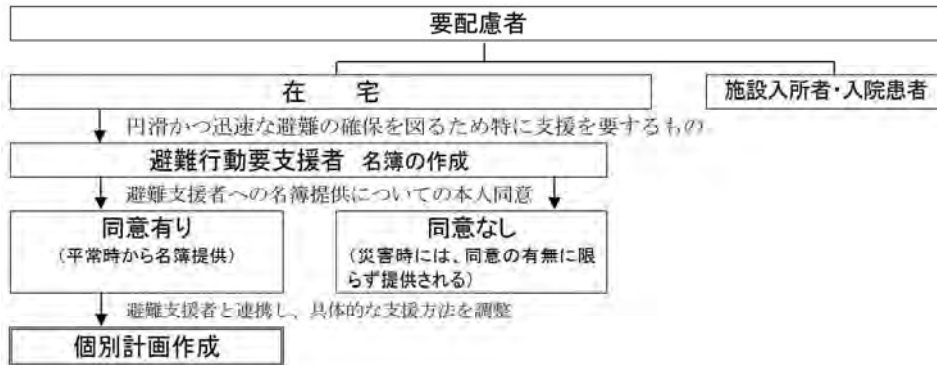 要配慮者
在　　宅
施設入所者・入院患者
円滑かつ迅速な避難の確保を図るため特に支援を要するもの
避難行動要支援者　名簿の作成
避難支援者への名簿提供についての本人同意
同意有り
（平常時から名簿提供）
同意なし
（災害時には、同意の有無に限
らず提供される）
避難支援者と連携し、具体的な支援方法を調整
個別計画作成